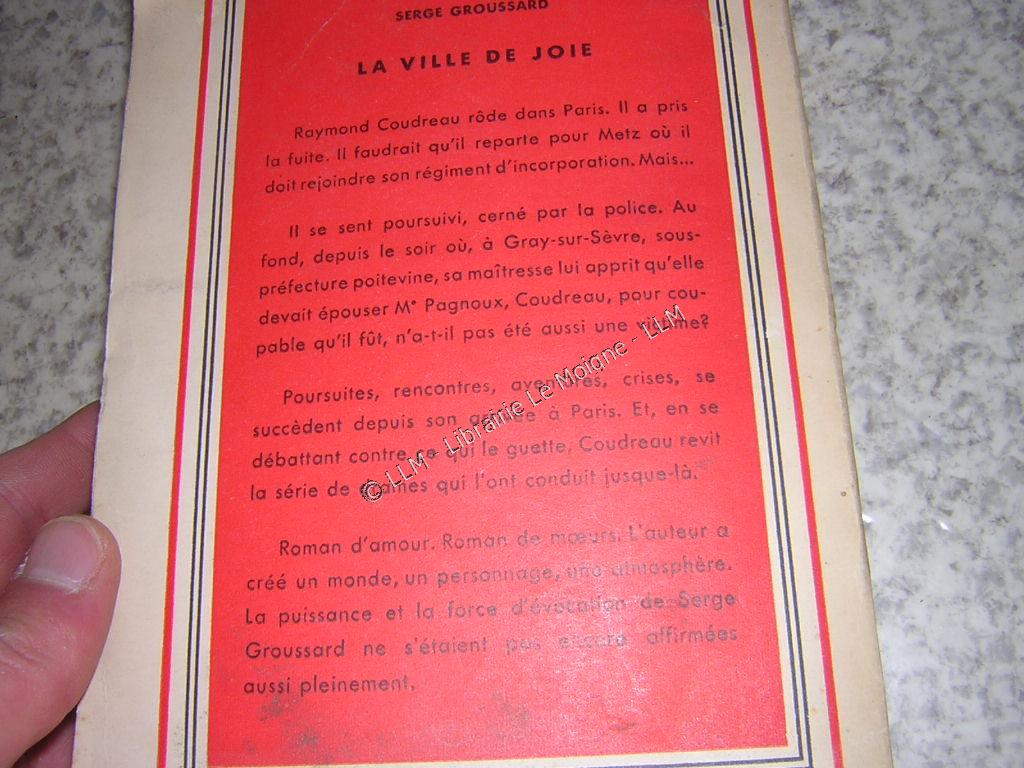 SERGE GROUSSARD
LA VILLE DE JOIE
Raymond Coudreau rôde dans Paris. Il a pris
la fuite. Il faudrait qu'il reparte pour Metz où il
doit rejoindre son régiment d'incorporation. Mais...
Il se sent poursuivi, cerné par la police. Au
fond, depuis le soir où, à Gray-sur-Sèvre, sous-
préfecture poitevine, sa maîtresse lui apprit qu'elle
devait épouser Me Pagnoux, Coudreau, pour cou-
pable qu'il fût, n'a-t-il pas été aussi une victime?
Poursuites, rencontres, aventures, crises, se
succèdent depuis son arrivée à Paris. Et, en se
débattant contre ce qui le guette, Coudreau revit
la série de drames qui l'ont conduit jusque-là.
Roman d'amour. Roman de mœurs. L'auteur a
créé un monde, un personnage, une atmosphère.
La puissance et la force d'évocation de Serge
Groussard ne s'étaient pas encore affirmées
aussi pleinement.
© LLM - Librairie Le Moigne - LLM